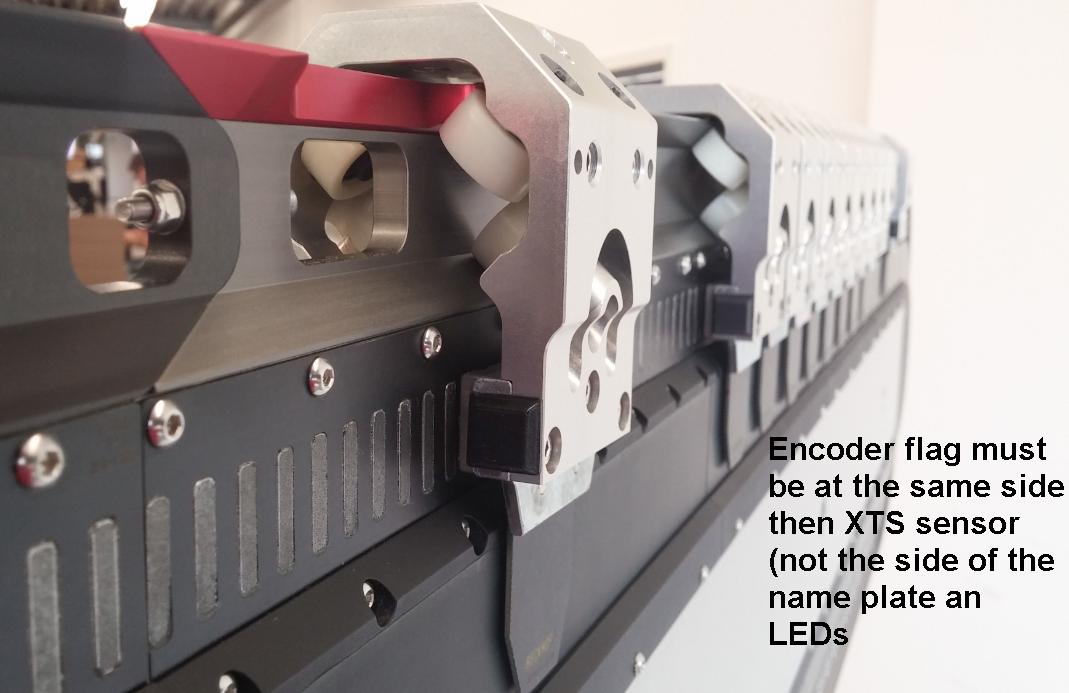 Encoder flag must
be at the same side
then XTS sensor
(not the side of the
name plate an
LEDs